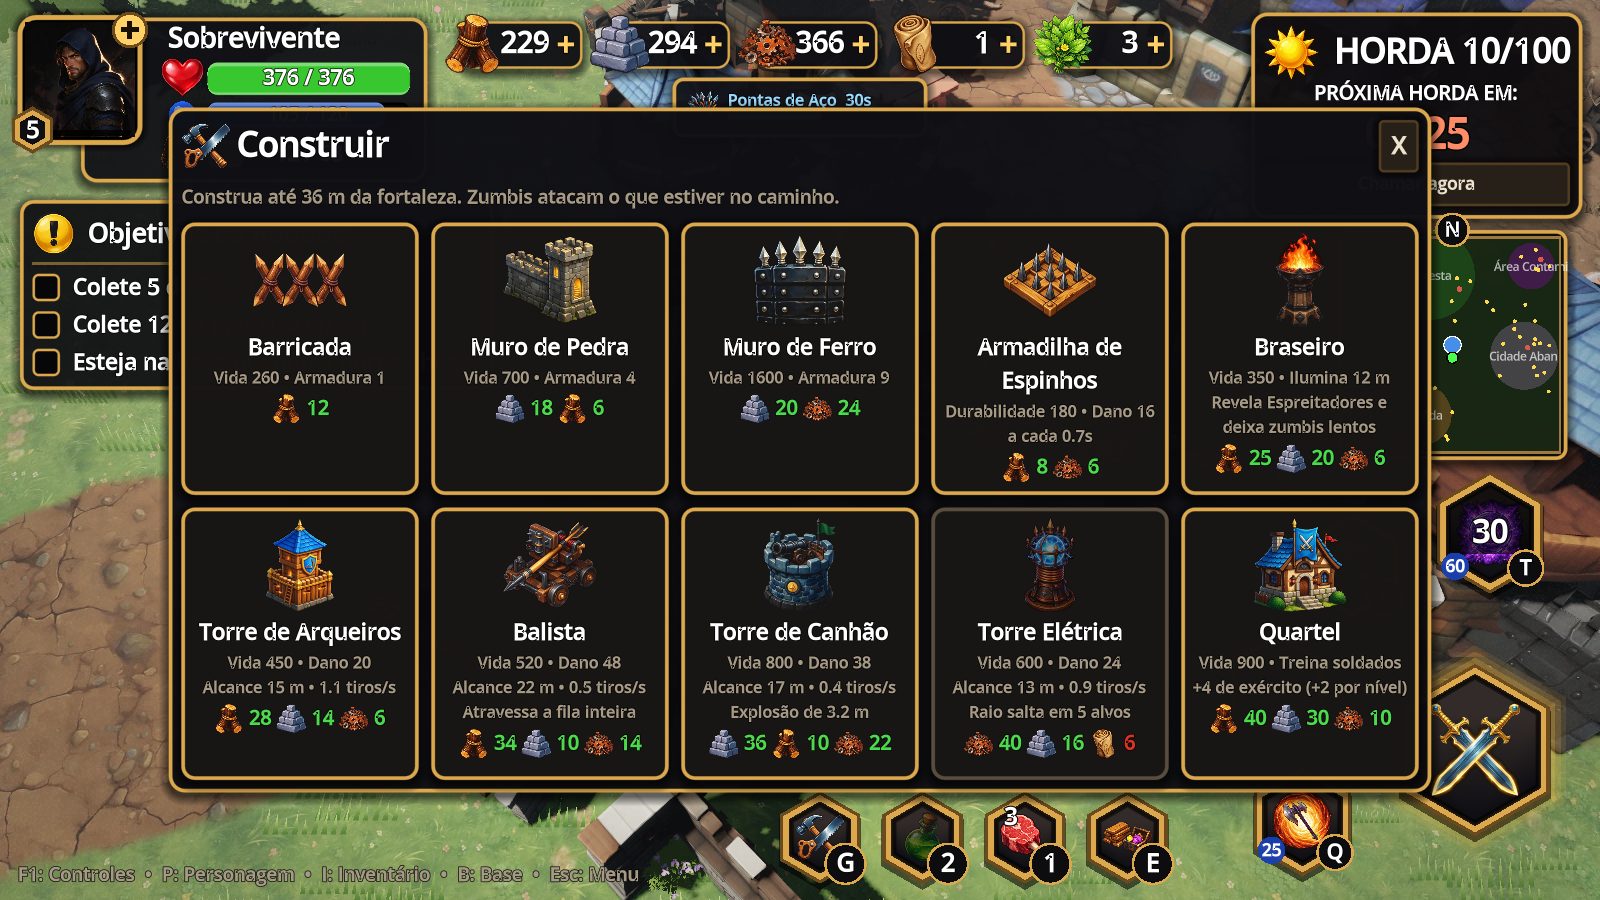 Sobrevivente
376 / 376
5
229 +
294 +
366 +
1 +
3 +
Pontas de Aço 30s
HORDA 10/100
PRÓXIMA HORDA EM:
25
agora
Construir
X
Construa até 36 m da fortaleza. Zumbis atacam o que estiver no caminho.
Objeti
Colete 5
Colete 12
Esteja na
Barricada
Vida 260 • Armadura 1
12
Muro de Pedra
Vida 700 • Armadura 4
18 6
Muro de Ferro
Vida 1600 • Armadura 9
20 24
Armadilha de
Espinhos
Durabilidade 180 • Dano 16
a cada 0.7s
8 6
Braseiro
Vida 350 • Ilumina 12 m
Revela Espreitadores e
deixa zumbis lentos
25 20 6
Torre de Arqueiros
Vida 450 • Dano 20
Alcance 15 m • 1.1 tiros/s
28 14 6
Balista
Vida 520 • Dano 48
Alcance 22 m • 0.5 tiros/s
Atravessa a fila inteira
34 10 14
Torre de Canhão
Vida 800 • Dano 38
Alcance 17 m • 0.4 tiros/s
Explosão de 3.2 m
36 10 22
Torre Elétrica
Vida 600 • Dano 24
Alcance 13 m • 0.9 tiros/s
Raio salta em 5 alvos
40 16 6
Quartel
Vida 900 • Treina soldados
+4 de exército (+2 por nível)
40 30 10
N
esta
Área Contami
Cidade Aban
da
30
60
T
G
2
3
1
E
25
Q
F1: Controles • P: Personagem • I: Inventário • B: Base • Esc: Menu